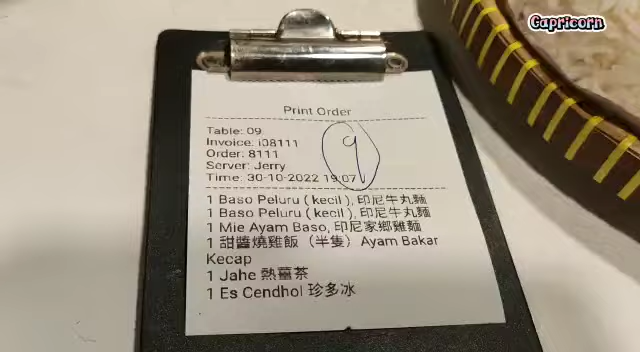 Capricorn
Print Order
Table: 09
Invoice: i08111
Order: 8111
Server: Jerry
Time: 30-10-2022 19:07
9
1 Baso Peluru ( kecil ), 印尼牛丸麵
1 Baso Peluru ( kecil ), 印尼牛丸麵
1 Mie Ayam Baso, 印尼家鄉雞麵
1 甜醬燒雞飯（半隻）Ayam Bakar
Kecap
1 Jahe 熱薑茶
1 Es Cendhol 珍多冰